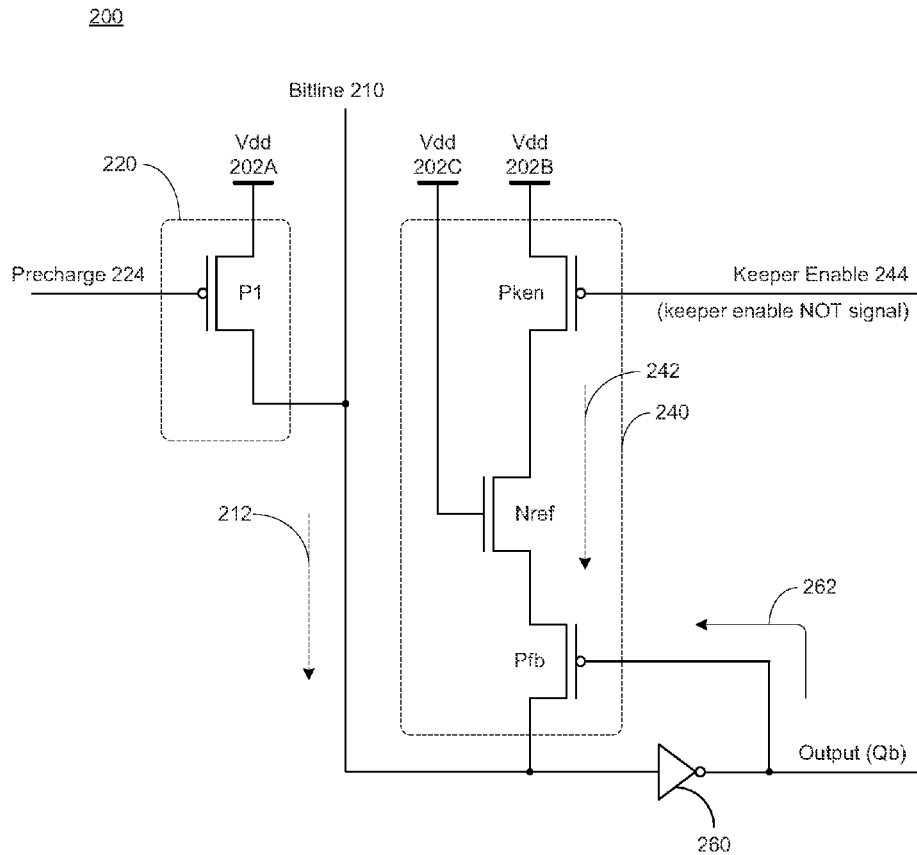 200
Bitline 210
Vdd
202A
Vdd
202C
Vdd
202B
220
Precharge 224
P1
Pken
Keeper Enable 244
(keeper enable NOT signal)
242
240
212
Nref
262
Pfb
Output (Qb)
260